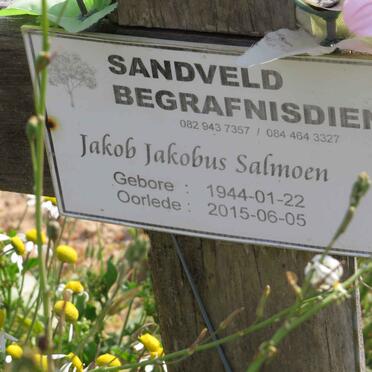 SANDVELD
BEGRAFNISDIEN
082 943 7357 / 084 464 3327
Jakob Jakobus Salmoen
Gebore : 1944-01-22
Oorlede : 2015-06-05